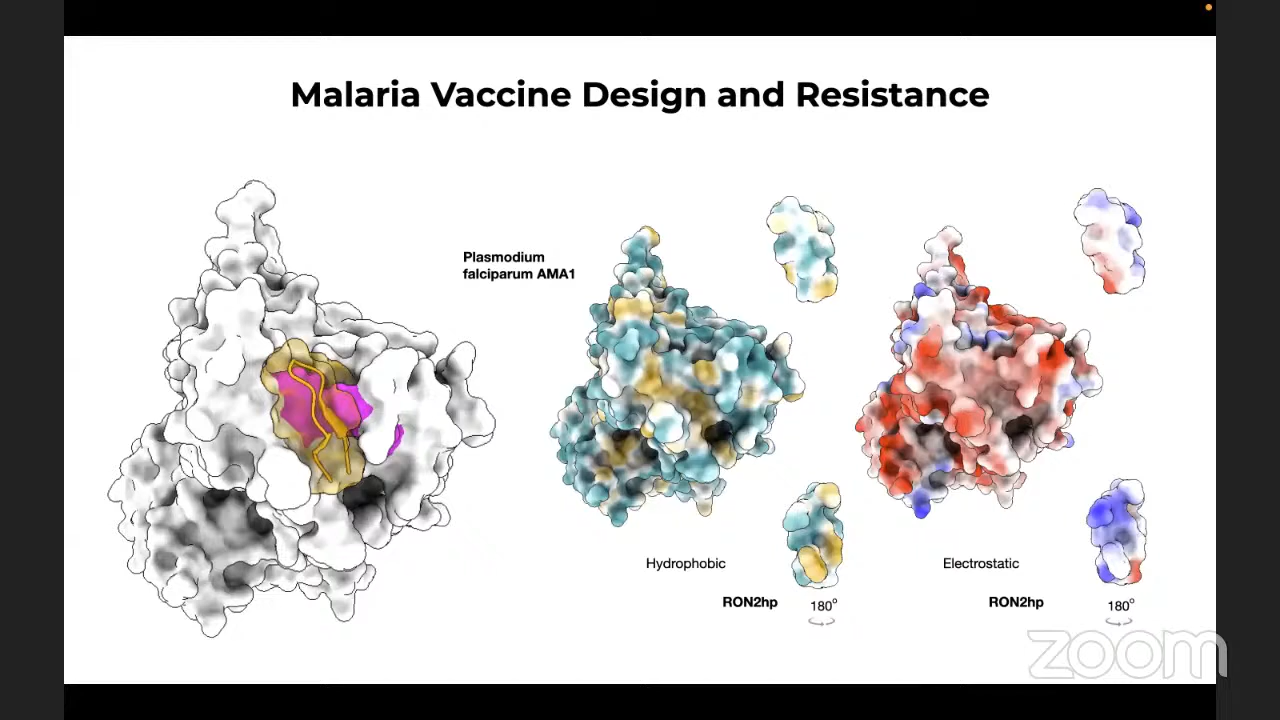 Malaria Vaccine Design and Resistance
Plasmodium
falciparum AMA1
Hydrophobic
Electrostatic
RON2hp
180°
RON2hp
180°
zoom